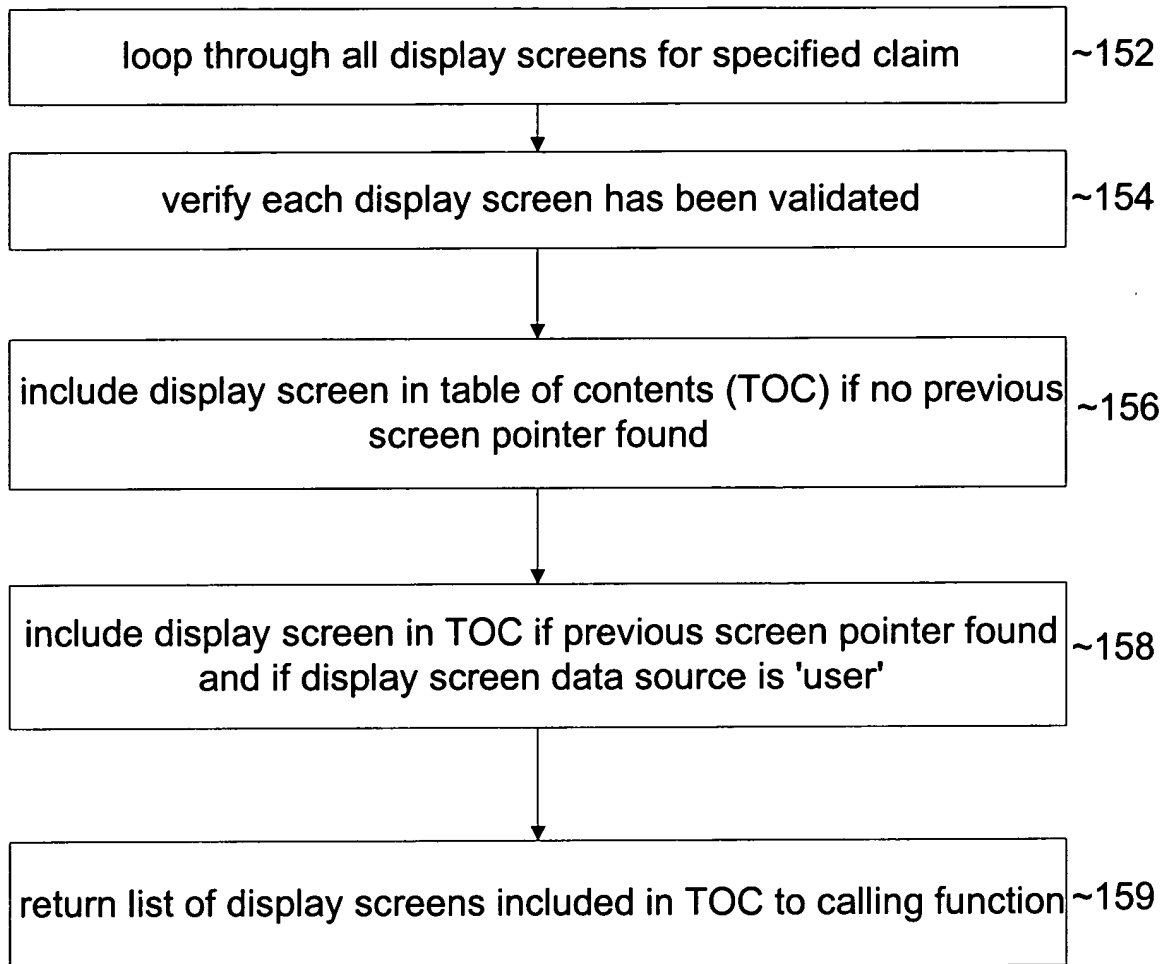 loop through all display screens for specified claim ~152
verify each display screen has been validated ~154
include display screen in table of contents (TOC) if no previous
screen pointer found ~156
include display screen in TOC if previous screen pointer found
and if display screen data source is 'user' ~158
return list of display screens included in TOC to calling function ~159